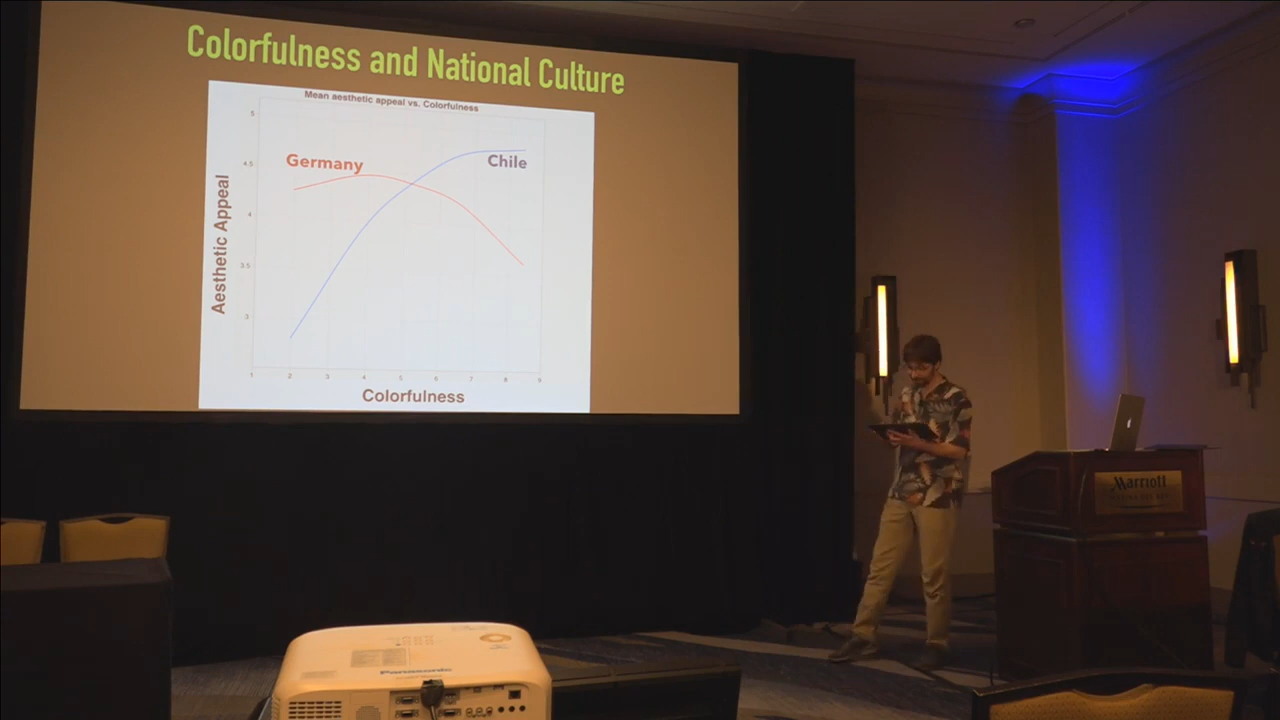 Colorfulness and National Culture
Mean aesthetic appeal vs. Colorfulness
5
4.5
4
3.5
3
Aesthetic Appeal
Germany
Chile
1 2 3 4 5 6 7 8 9
Colorfulness
Marriott
Panasonic